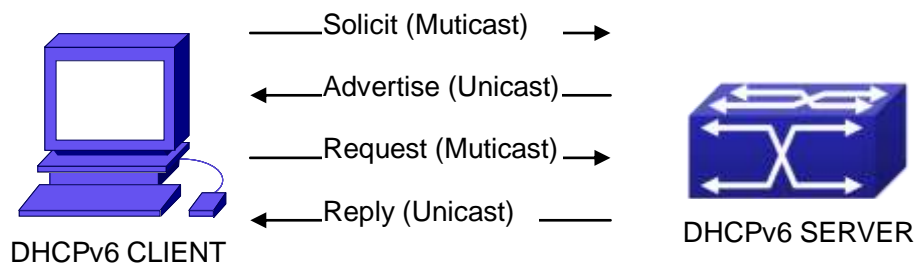 Solicit (Muticast)
Advertise (Unicast)
Request (Muticast)
Reply (Unicast)
DHCPv6 CLIENT
DHCPv6 SERVER